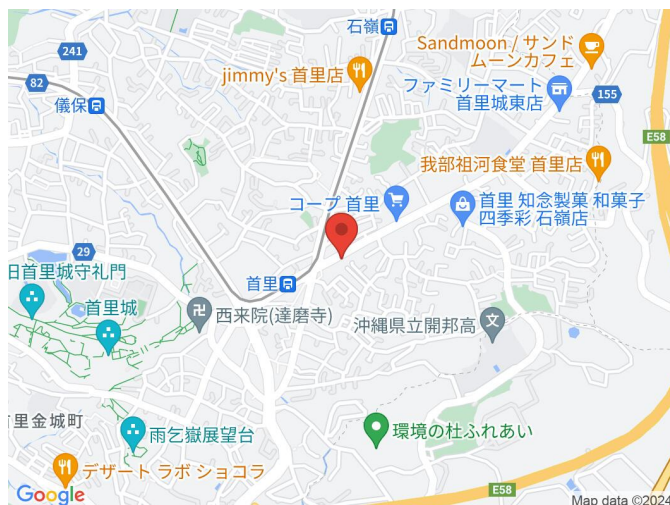 石嶺
Sandmoon / サンド
ムーンカフェ
241
jimmy's 首里店
82
ファミリーマート
首里城東店
155
儀保
E58
我部祖河食堂 首里店
コープ 首里
首里 知念製菓 和菓子
四季彩 石嶺店
29
旧首里城守礼門
首里
首里城
西来院(達磨寺)
沖縄県立開邦高
文
首里金城町
雨乞嶽展望台
環境の杜ふれあい
デザート ラボ ショコラ
E58
Google
Map data ©2024